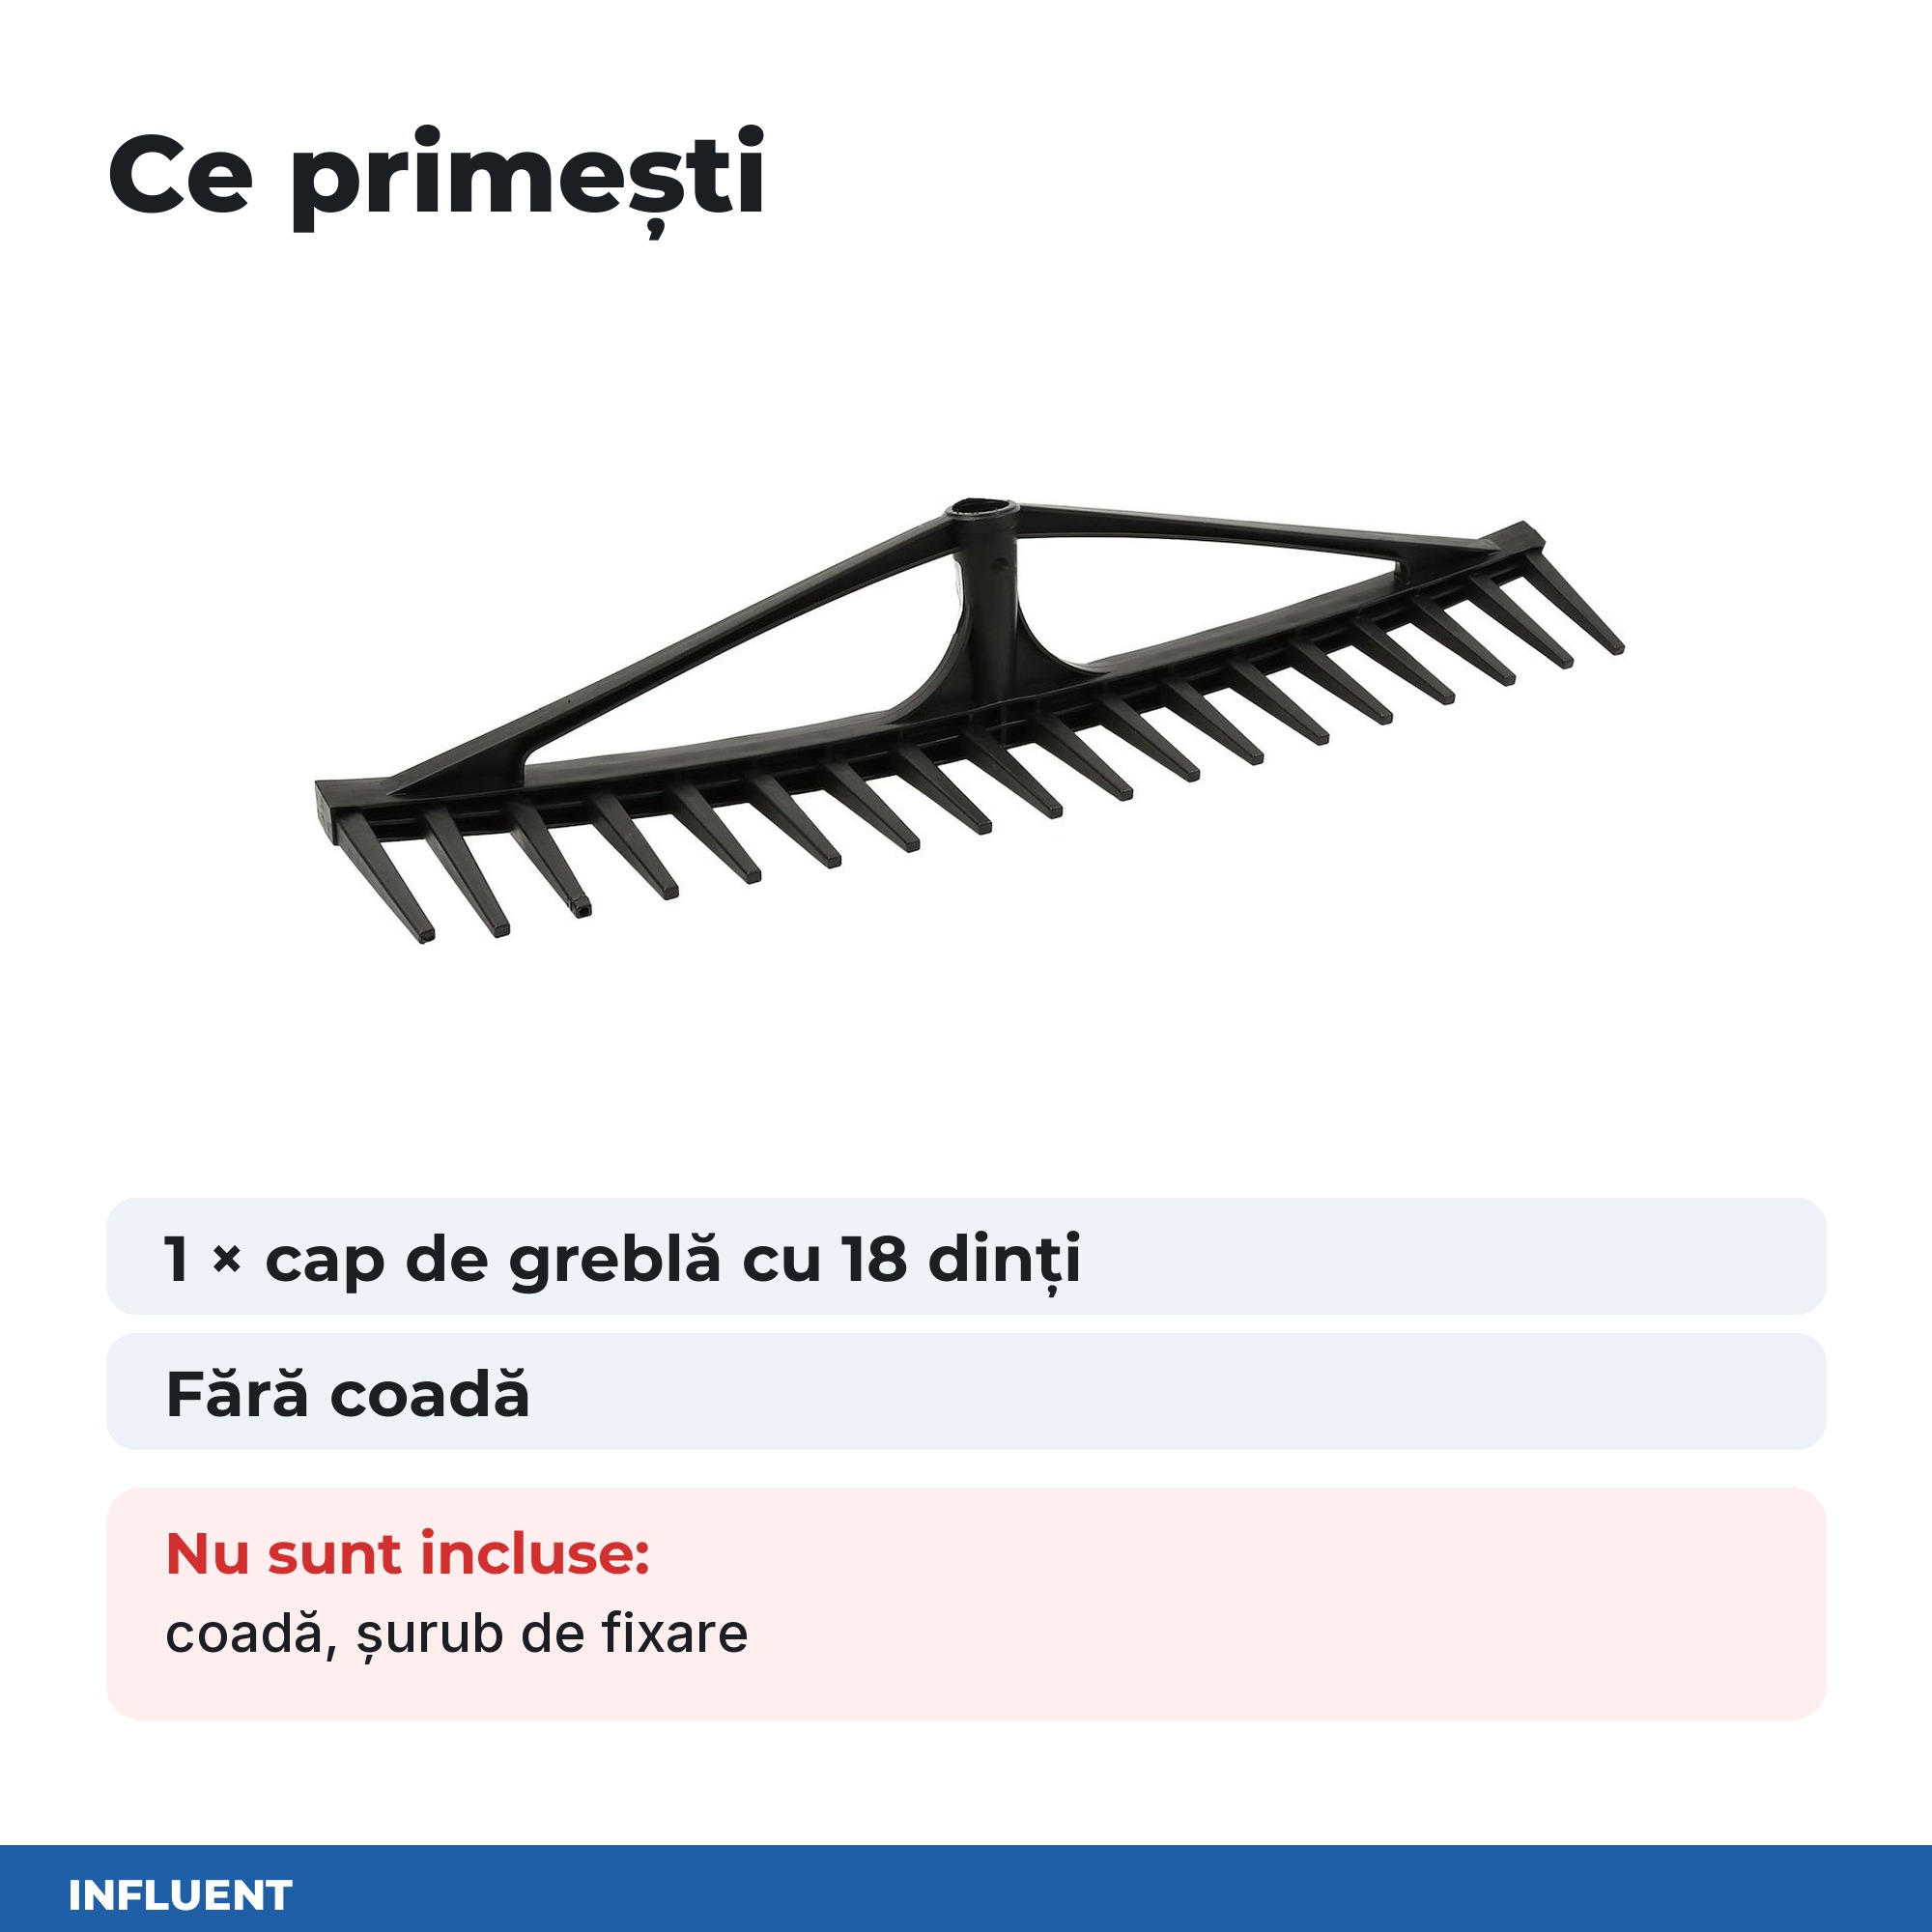 Ce primești
1 × cap de greblă cu 18 dinți
Fără coadă
Nu sunt incluse:
coadă, șurub de fixare
INFLUENT